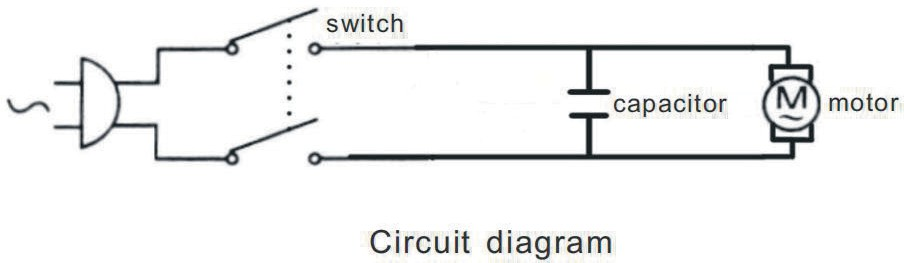 switch
capacitor
M
motor
Circuit diagram